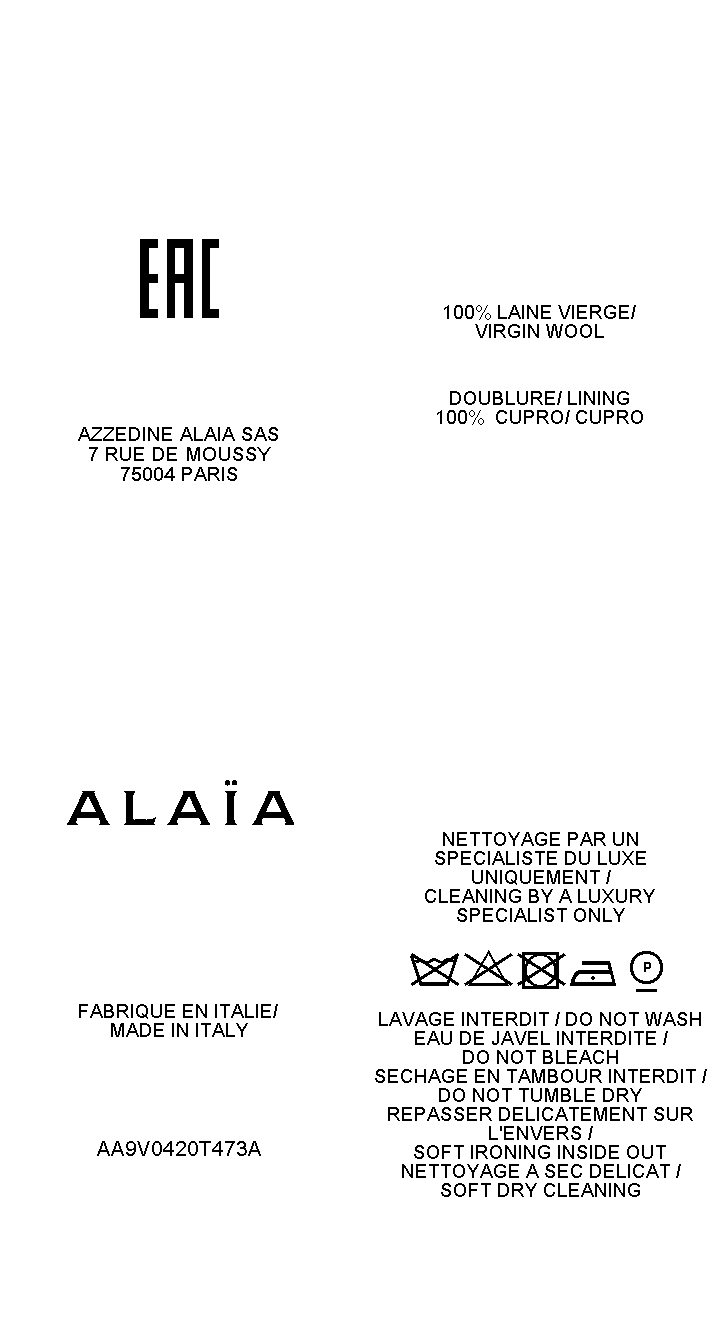 EAC
AZZEDINE ALAIA SAS
7 RUE DE MOUSSY
75004 PARIS
100% LAINE VIERGE/
VIRGIN WOOL
DOUBLURE/ LINING
100% CUPRO/ CUPRO
ALAÏA
FABRIQUE EN ITALIE/
MADE IN ITALY
AA9V0420T473A
NETTOYAGE PAR UN
SPECIALISTE DU LUXE
UNIQUEMENT /
CLEANING BY A LUXURY
SPECIALIST ONLY
P
LAVAGE INTERDIT / DO NOT WASH
EAU DE JAVEL INTERDITE /
DO NOT BLEACH
SECHAGE EN TAMBOUR INTERDIT /
DO NOT TUMBLE DRY
REPASSER DELICATEMENT SUR
L'ENVERS /
SOFT IRONING INSIDE OUT
NETTOYAGE A SEC DELICAT /
SOFT DRY CLEANING